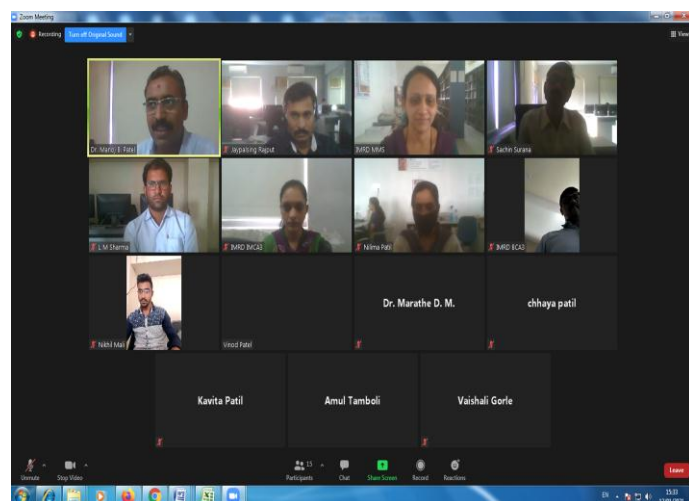 Zoom Meeting
Recording
Turn off Original Sound
View
Dr. Manoj B. Patel
Jaypalsing Rajput
IMRD MMS
Sachin Surana
L M Sharma
IMRD IMCA3
Nilima Patil
IMRD BCA3
Nikhil Mali
Vinod Patel
Dr. Marathe D. M.
chhaya patil
Kavita Patil
Amul Tamboli
Vaishali Gorle
Unmute
Stop Video
Participants
15
Chat
Share Screen
Record
Reactions
Leave
EN
15:33